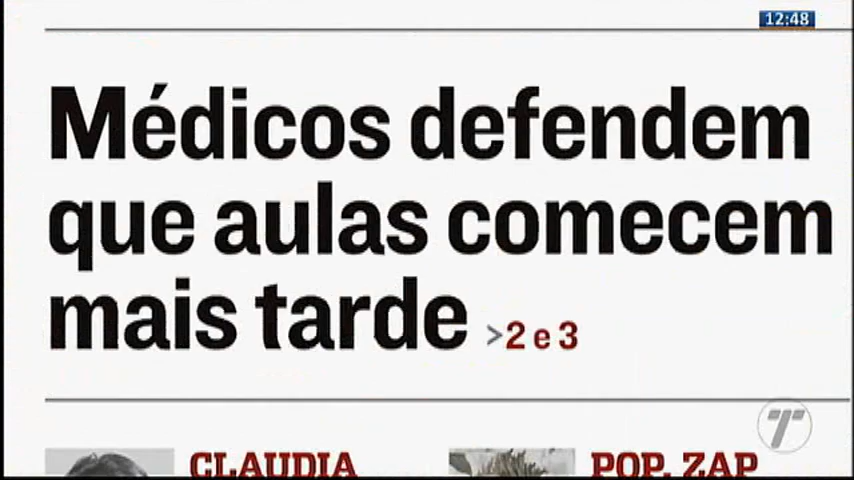 12:48
Médicos defendem
que aulas comecem
mais tarde >2 e 3
CLAUDIA
POP. ZAP